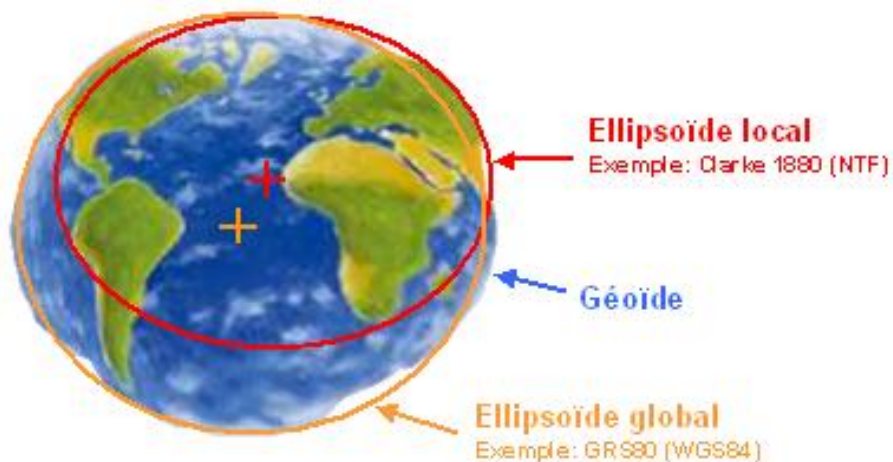 Ellipsoïde local
Exemple: Clarke 1880 (NTF)
Géoïde
Ellipsoïde global
Exemple: GRS80 (WGS84)